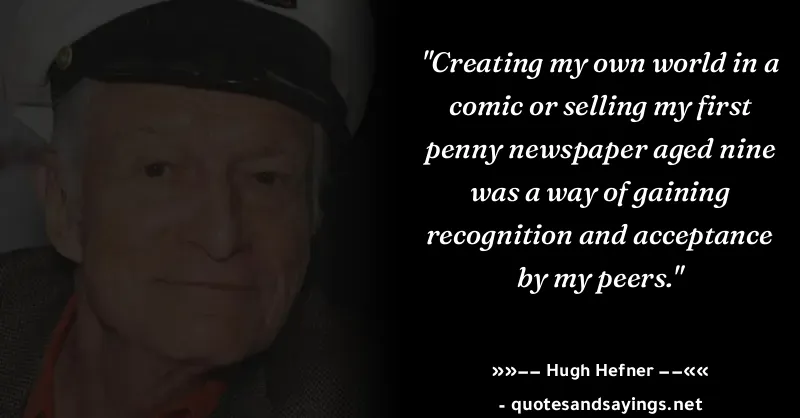 "Creating my own world in a
comic or selling my first
penny newspaper aged nine
was a way of gaining
recognition and acceptance
by my peers."
»»−− Hugh Hefner −−««
- quotesandsayings.net